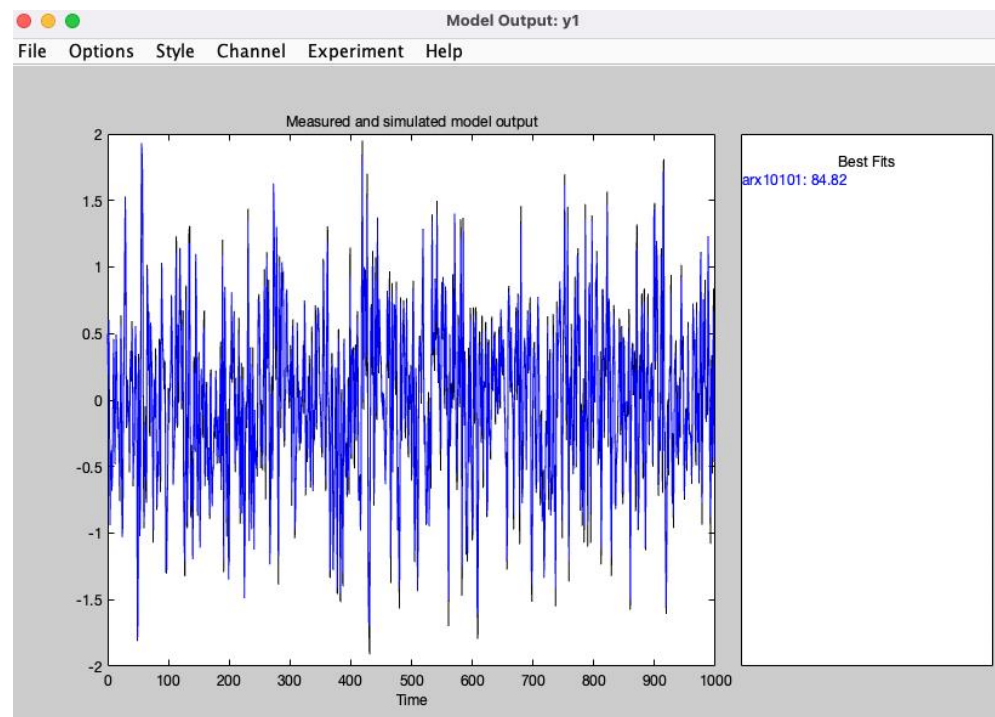 Model Output: y1
File Options Style Channel Experiment Help
Measured and simulated model output
Best Fits
arx10101: 84.82
2
1.5
1
0.5
0
-0.5
-1
-1.5
-2
0 100 200 300 400 500 600 700 800 900 1000
Time